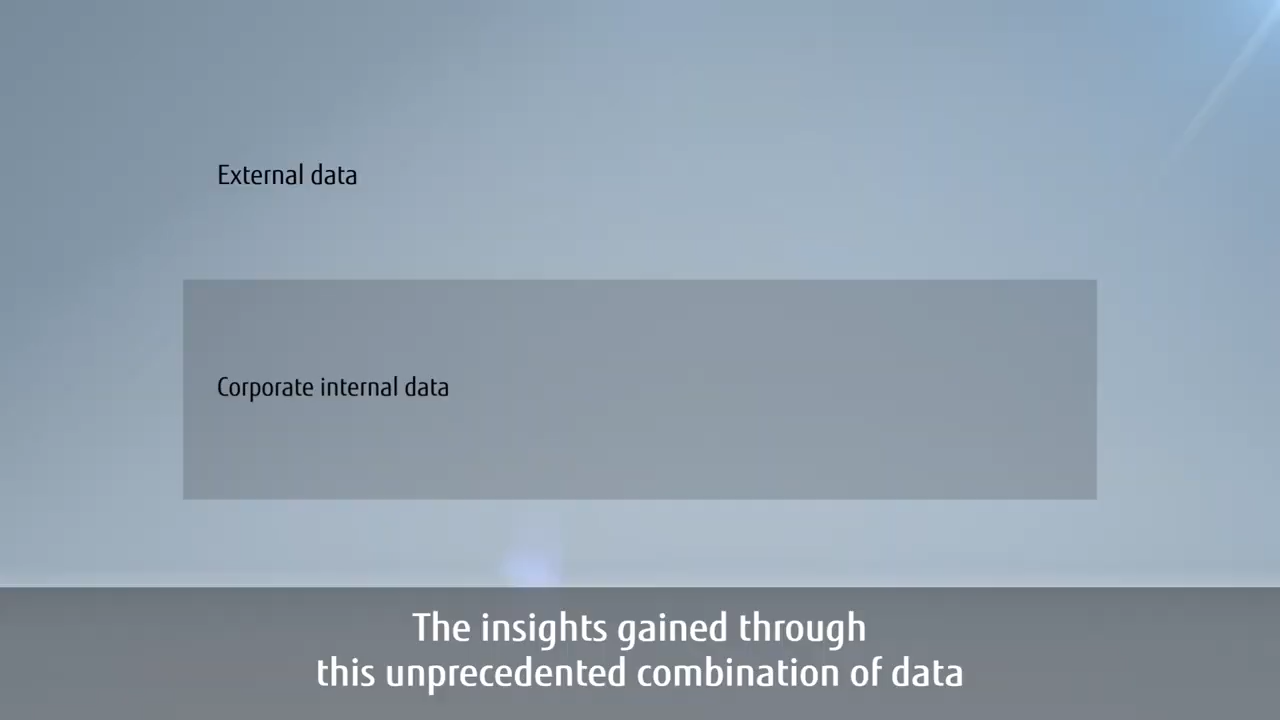 External data
Corporate internal data
The insights gained through
this unprecedented combination of data